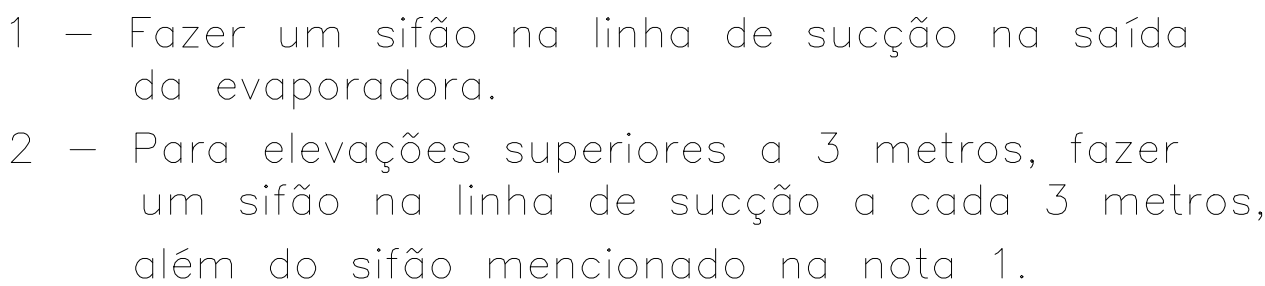 1 – Fazer um sifão na linha de sucção na saída
da evaporadora.
2 – Para elevações superiores a 3 metros, fazer
um sifão na linha de sucção a cada 3 metros,
além do sifão mencionado na nota 1.